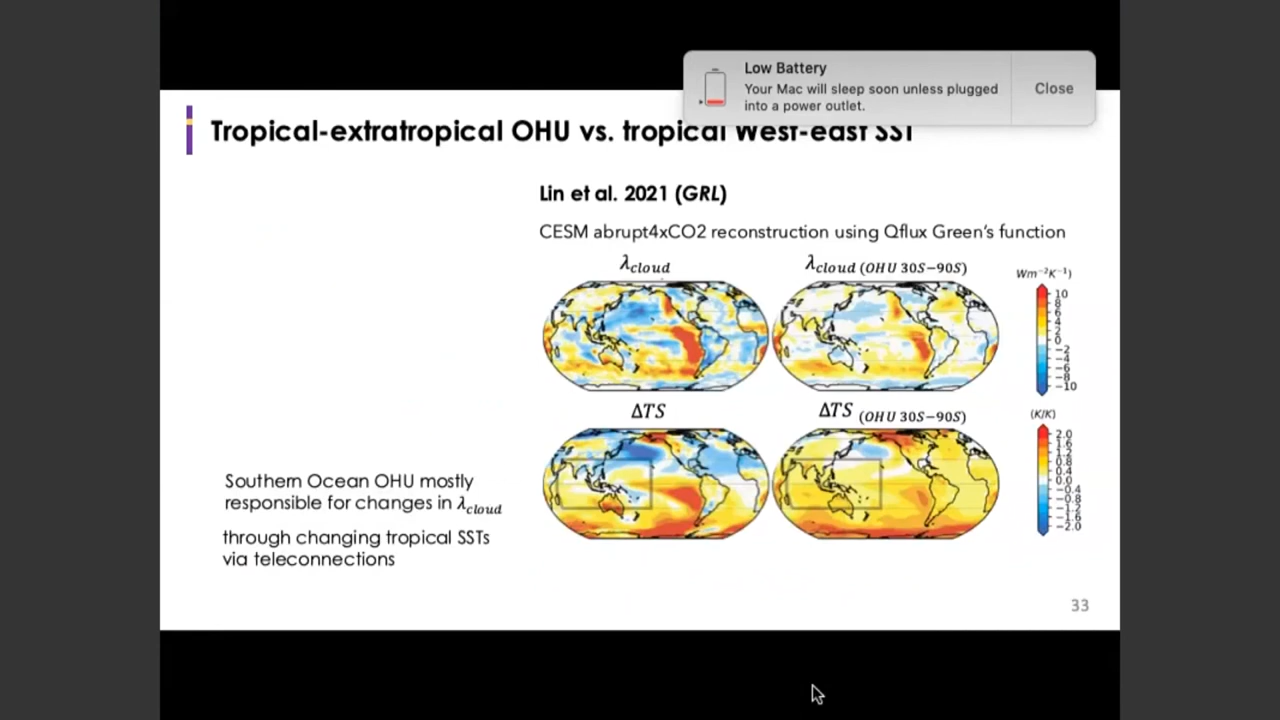 Low Battery
Your Mac will sleep soon unless plugged
into a power outlet.
Close
Tropical-extratropical OHU vs. tropical West-east SST
Lin et al. 2021 (GRL)
CESM abrupt4xCO2 reconstruction using Qflux Green's function
λcloud
λcloud (OHU 30S−90S)
Wm⁻²K⁻¹)
10
8
6
4
2
0
−2
−4
−6
−8
−10
ΔTS
ΔTS (OHU 30S−90S)
(K/K)
2.0
1.6
1.2
0.8
0.4
0.0
−0.4
−0.8
−1.2
−1.6
−2.0
Southern Ocean OHU mostly
responsible for changes in λcloud
through changing tropical SSTs
via teleconnections
33